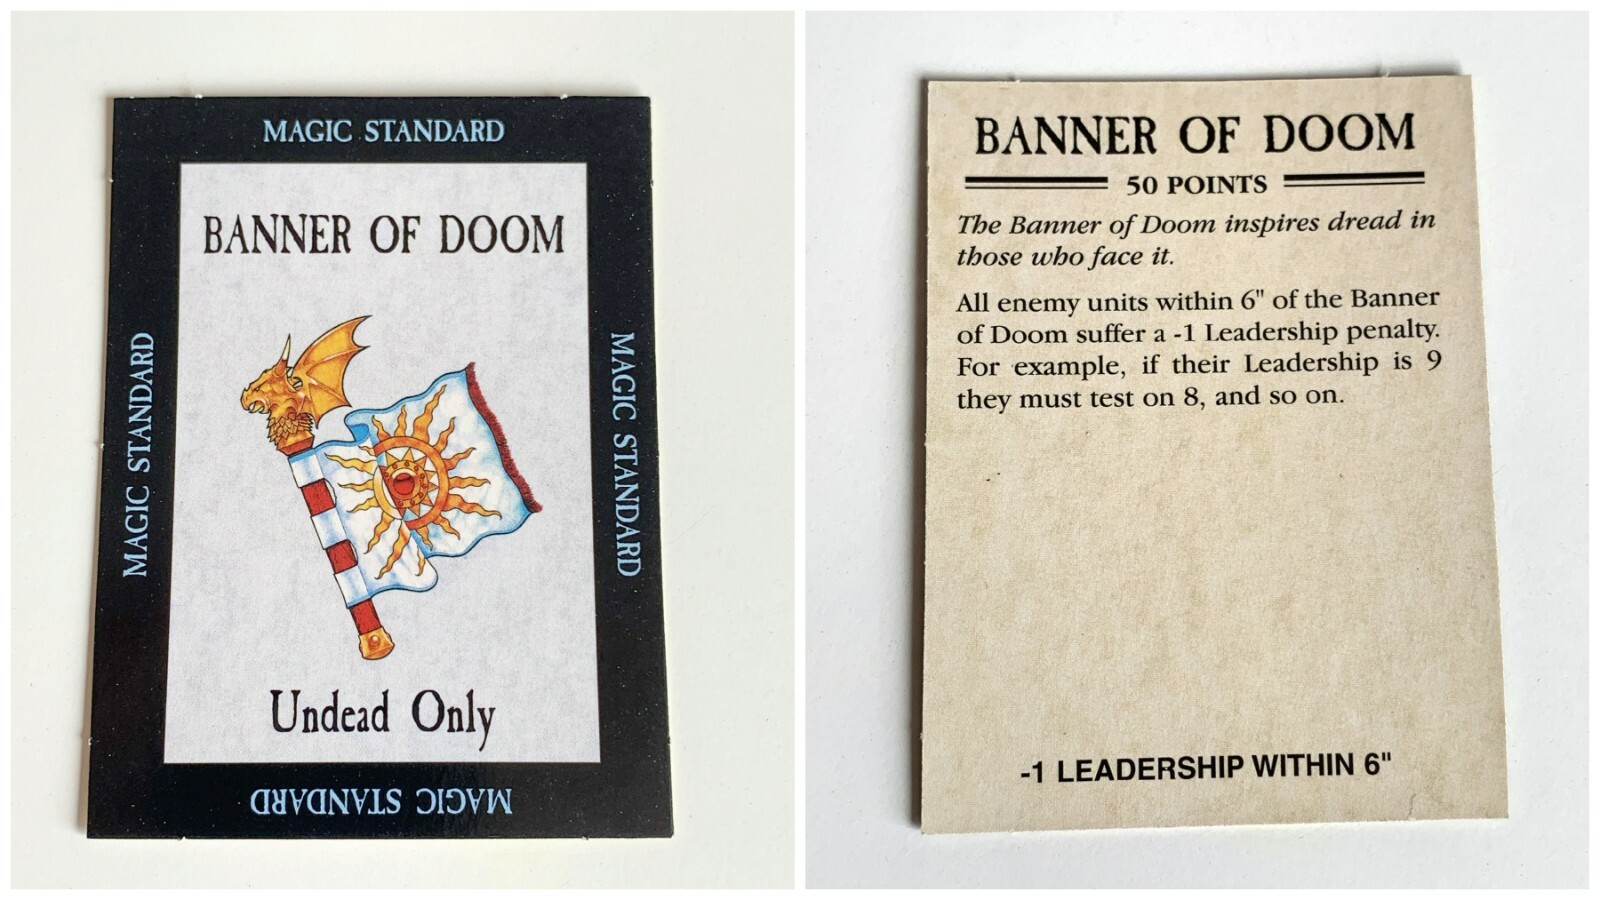 MAGIC STANDARD
BANNER OF DOOM
MAGIC STANDARD
MAGIC STANDARD
Undead Only
MAGIC STANDARD
BANNER OF DOOM
50 POINTS
The Banner of Doom inspires dread in
those who face it.
All enemy units within 6" of the Banner
of Doom suffer a -1 Leadership penalty.
For example, if their Leadership is 9
they must test on 8, and so on.
-1 LEADERSHIP WITHIN 6"